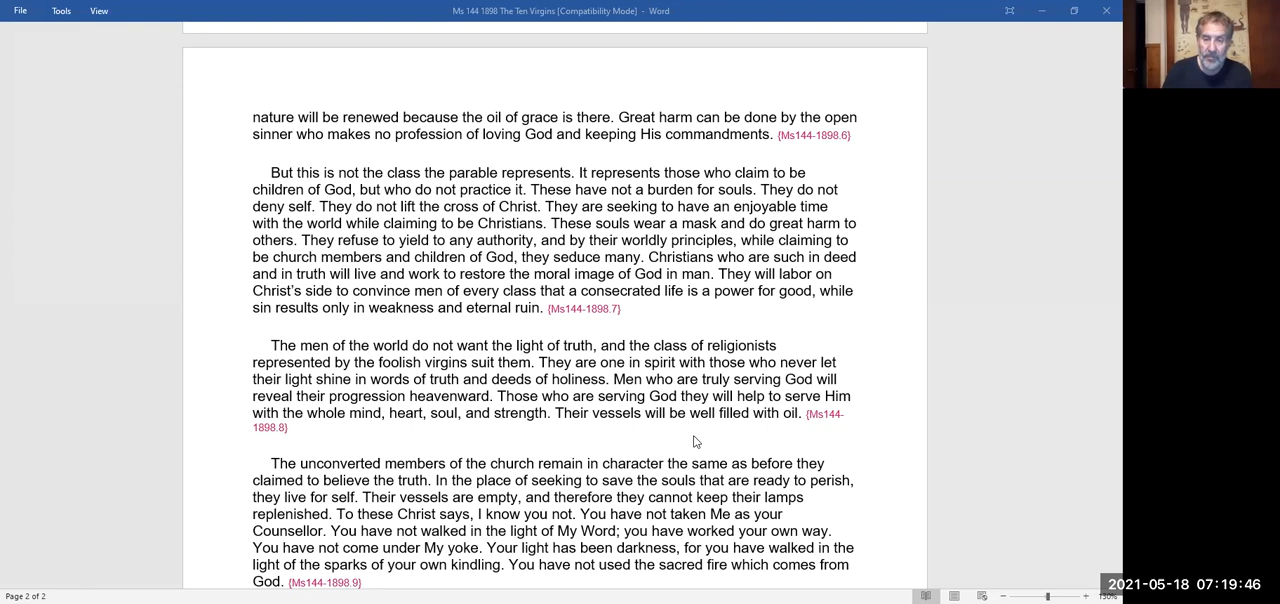 File Tools View Ms 144 1898 The Ten Virgins [Compatibility Mode] - Word
nature will be renewed because the oil of grace is there. Great harm can be done by the open
sinner who makes no profession of loving God and keeping His commandments. {Ms144-1898.6}
But this is not the class the parable represents. It represents those who claim to be
children of God, but who do not practice it. These have not a burden for souls. They do not
deny self. They do not lift the cross of Christ. They are seeking to have an enjoyable time
with the world while claiming to be Christians. These souls wear a mask and do great harm to
others. They refuse to yield to any authority, and by their worldly principles, while claiming to
be church members and children of God, they seduce many. Christians who are such in deed
and in truth will live and work to restore the moral image of God in man. They will labor on
Christ's side to convince men of every class that a consecrated life is a power for good, while
sin results only in weakness and eternal ruin. {Ms144-1898.7}
The men of the world do not want the light of truth, and the class of religionists
represented by the foolish virgins suit them. They are one in spirit with those who never let
their light shine in words of truth and deeds of holiness. Men who are truly serving God will
reveal their progression heavenward. Those who are serving God they will help to serve Him
with the whole mind, heart, soul, and strength. Their vessels will be well filled with oil. {Ms144-
1898.8}
The unconverted members of the church remain in character the same as before they
claimed to believe the truth. In the place of seeking to save the souls that are ready to perish,
they live for self. Their vessels are empty, and therefore they cannot keep their lamps
replenished. To these Christ says, I know you not. You have not taken Me as your
Counsellor. You have not walked in the light of My Word; you have worked your own way.
You have not come under My yoke. Your light has been darkness, for you have walked in the
light of the sparks of your own kindling. You have not used the sacred fire which comes from
God. {Ms144-1898.9}
Page 2 of 2
2021-05-18 07:19:46